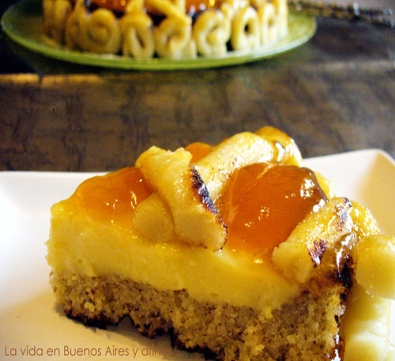 La vida en Buenos Aires y